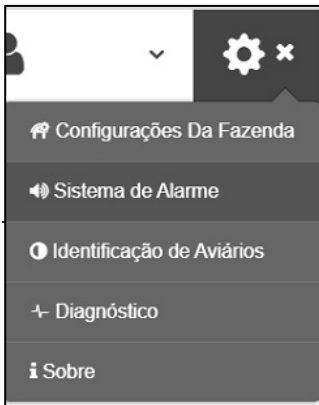 Configurações Da Fazenda
Sistema de Alarme
Identificação de Aviários
Diagnóstico
Sobre